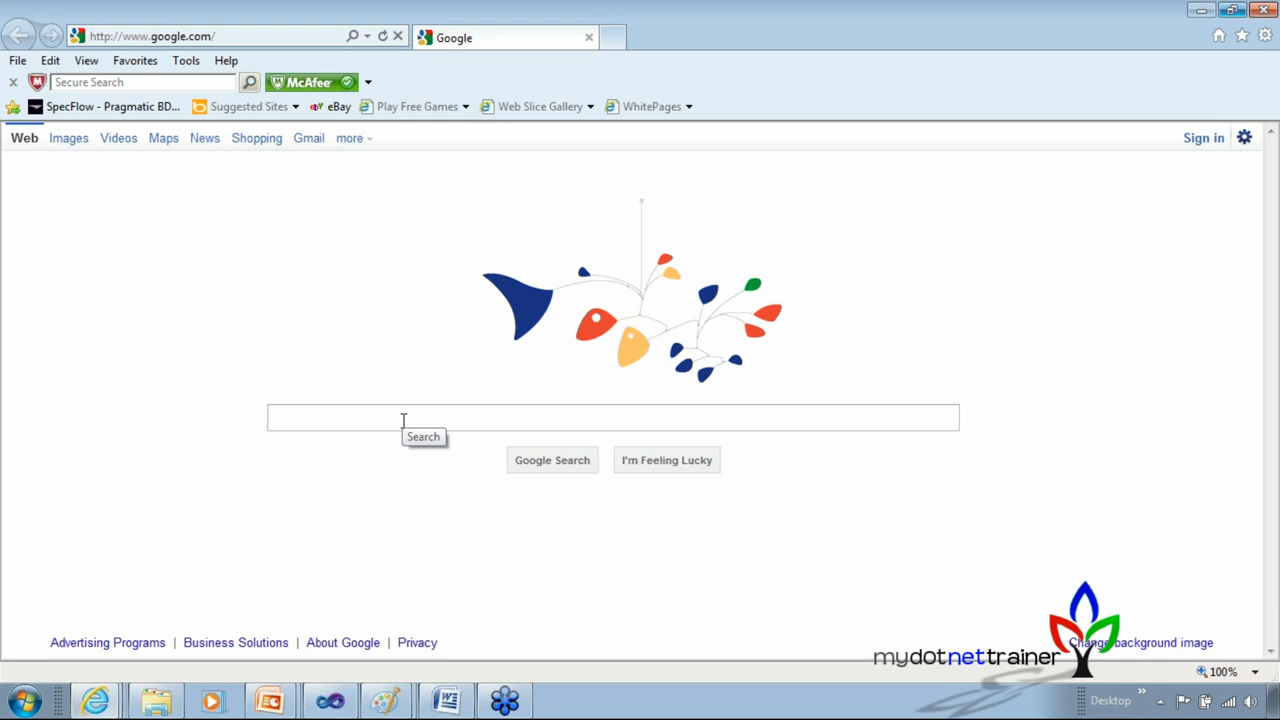 http://www.google.com/
Google
File Edit View Favorites Tools Help
Secure Search McAfee
SpecFlow - Pragmatic BD... Suggested Sites eBay Play Free Games Web Slice Gallery WhitePages
Web Images Videos Maps News Shopping Gmail more Sign in
Search
Google Search I'm Feeling Lucky
Advertising Programs | Business Solutions | About Google | Privacy Change background image
mydotnettrainer
100%
Desktop